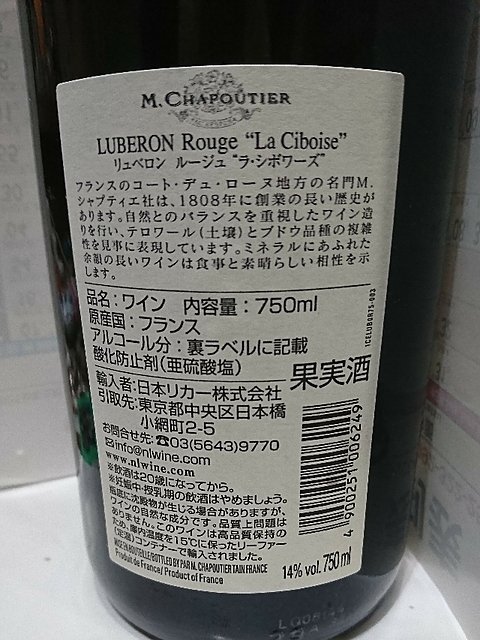 M. CHAPOUTIER
LUBERON Rouge “La Ciboise”
リュベロン ルージュ “ラ・シボワーズ”
フランスのコート・デュ・ローヌ地方の名門M.
シャプティエ社は、1808年に創業の長い歴史が
あります。自然とのバランスを重視したワイン造
りを行い、テロワール(土壌)とブドウ品種の複雑
性を見事に表現しています。ミネラルにあふれた
余韻の長いワインは食事と素晴らしい相性を示
します。
品名：ワイン 内容量：750ml
原産国：フランス
アルコール分：裏ラベルに記載
酸化防止剤(亜硫酸塩)
果実酒
輸入者:日本リカー株式会社
引取先:東京都中央区日本橋
小網町2-5
お問合せ先:☎03(5643)9770
✉info@nlwine.com
www.nlwine.com
※飲酒は20歳になってから。
※妊娠中・授乳期の飲酒はやめましょう。
瓶底に沈殿物が生じる場合がありますが、
ワインの自然な成分です。品質上問題は
ありません。このワインは高品質保持の
ため、庫内温度を15℃に保ったリーファー
(定温)コンテナーで輸入されました。
MIS EN BOUTEILLE/BOTTLED BY PAR M. CHAPOUTIER TAIN FRANCE
Produit de France/ Product of France
14% vol. 750 ml
4 900251 006249
1CELUBOR75-003